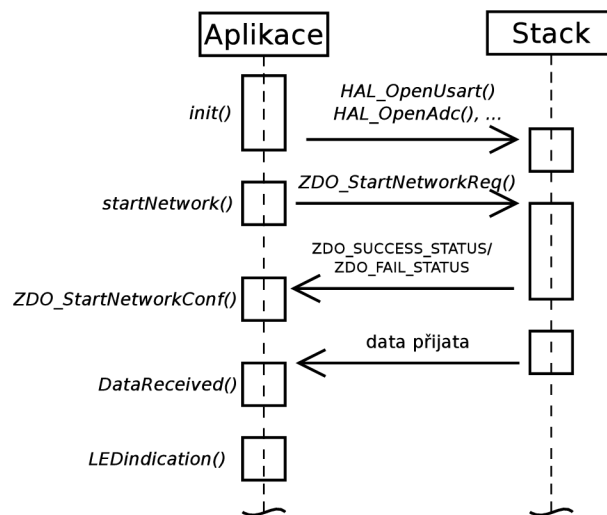 Aplikace
Stack
HAL_OpenUsart()
init()
HAL_OpenAdc(), ...
ZDO_StartNetworkReq()
startNetwork()
ZDO_SUCCESS_STATUS/
ZDO_FAIL_STATUS
ZDO_StartNetworkConf()
data přijata
DataReceived()
LEDindication()